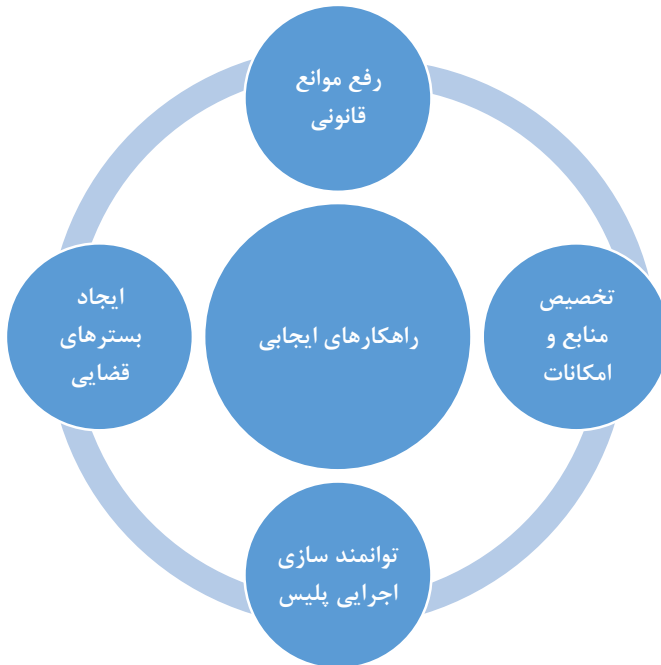 رفع موانع
قانونی
تخصیص
منابع و
امکانات
توانمند سازی
اجرایی پلیس
ایجاد
بسترهای
قضایی
راهکارهای ایجابی